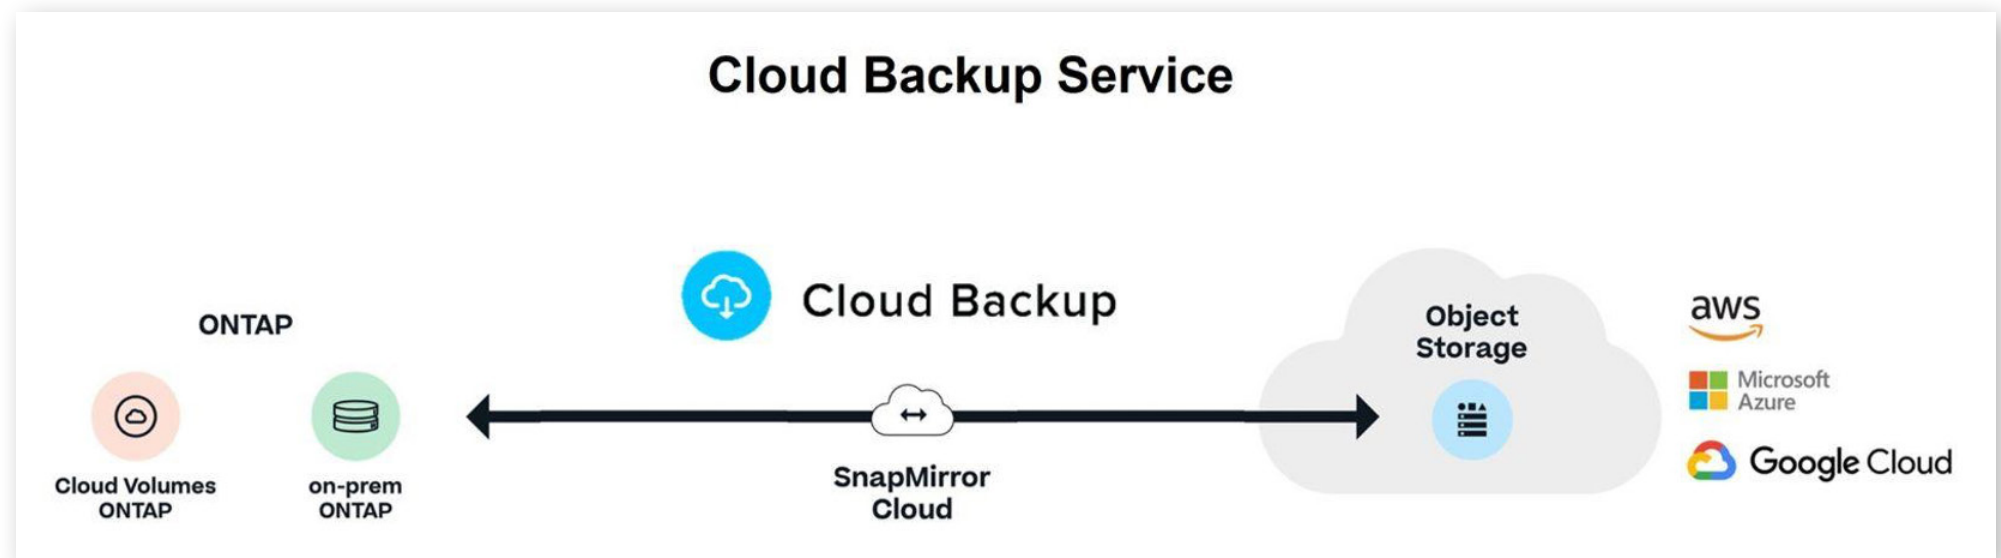 Cloud Backup Service
Cloud Backup
ONTAP
Cloud Volumes
ONTAP
on-prem
ONTAP
SnapMirror
Cloud
Object
Storage
aws
Microsoft
Azure
Google Cloud